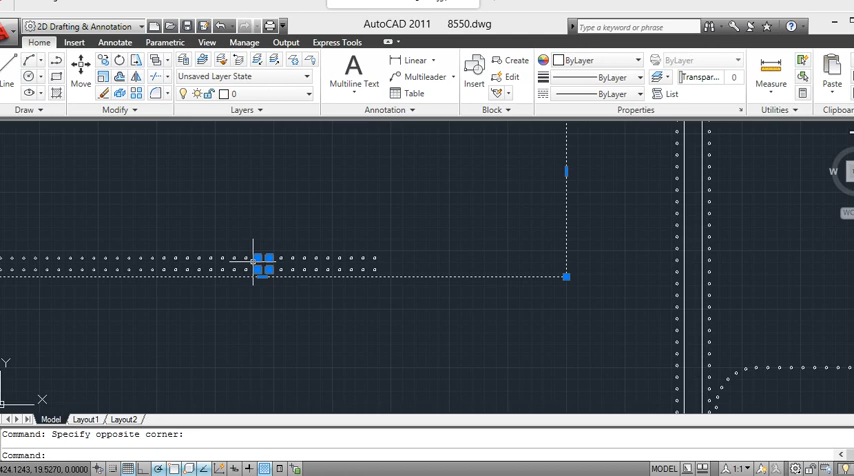 2D Drafting & Annotation
AutoCAD 2011 8550.dwg
Type a keyword or phrase
Home Insert Annotate Parametric View Manage Output Express Tools
Line Move Unsaved Layer State
0
Multiline Text
Linear
Multileader
Table
Insert
Create
Edit
ByLayer
ByLayer
ByLayer
ByLayer
Transpar... 0
List
Measure
Paste
Draw Modify Layers Annotation Block Properties Utilities Clipboa
W
Y
X
Model Layout1 Layout2
Command: Specify opposite corner:
Command:
424.1243, 19.5270, 0.0000
MODEL
1:1